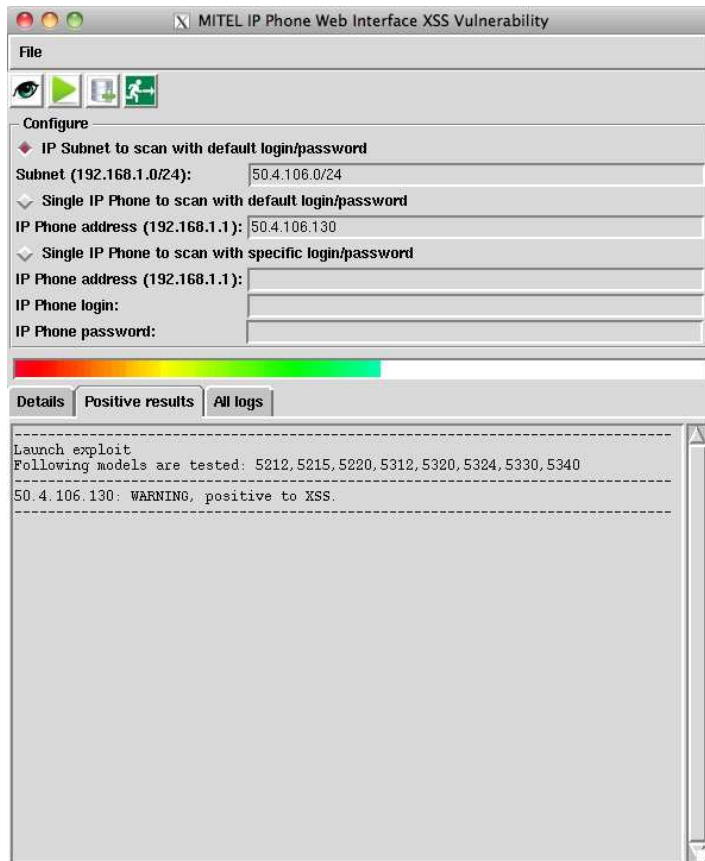 MITEL IP Phone Web Interface XSS Vulnerability
File
Configure
IP Subnet to scan with default login/password
Subnet (192.168.1.0/24): 50.4.106.0/24
Single IP Phone to scan with default login/password
IP Phone address (192.168.1.1): 50.4.106.130
Single IP Phone to scan with specific login/password
IP Phone address (192.168.1.1):
IP Phone login:
IP Phone password:
Details Positive results All logs
--------------------------------------------------------------------------------
Launch exploit
Following models are tested: 5212,5215,5220,5312,5320,5324,5330,5340
--------------------------------------------------------------------------------
50.4.106.130: WARNING, positive to XSS.
--------------------------------------------------------------------------------